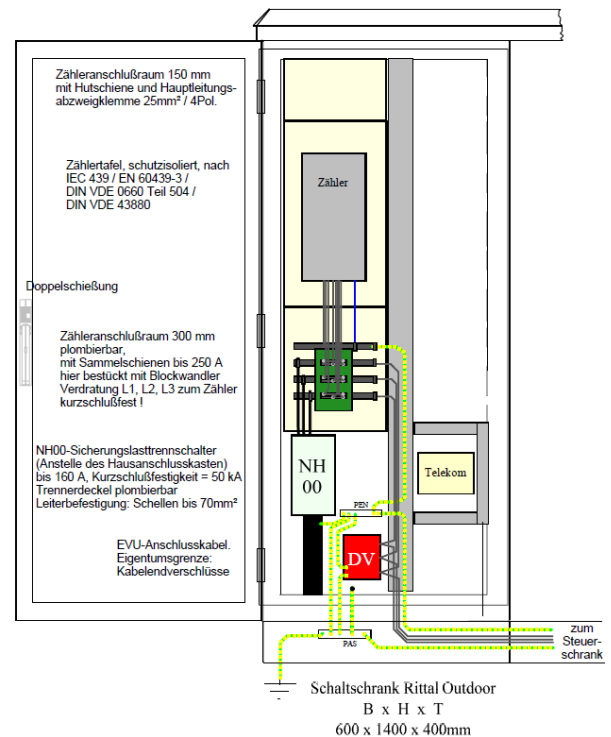 Zähleranschlußraum 150 mm
mit Hutschiene und Hauptleitungs-
abzweigklemme 25mm² / 4Pol.
Zählertafel, schutzisoliert, nach
IEC 439 / EN 60439-3 /
DIN VDE 0660 Teil 504 /
DIN VDE 43880
Doppelschießung
Zähleranschlußraum 300 mm
plombierbar,
mit Sammelschienen bis 250 A
hier bestückt mit Blockwandler
Verdratung L1, L2, L3 zum Zähler
kurzschlußfest !
NH00-Sicherungslasttrennschalter
(Anstelle des Hausanschlusskasten)
bis 160 A, Kurzschlußfestigkeit = 50 kA
Trennerdeckel plombierbar
Leiterbefestigung: Schellen bis 70mm²
EVU-Anschlusskabel.
Eigentumsgrenze:
Kabelendverschlüsse
Zähler
NH
00
Telekom
PEN
DV
PAS
zum
Steuer-
schrank
Schaltschrank Rittal Outdoor
B x H x T
600 x 1400 x 400mm